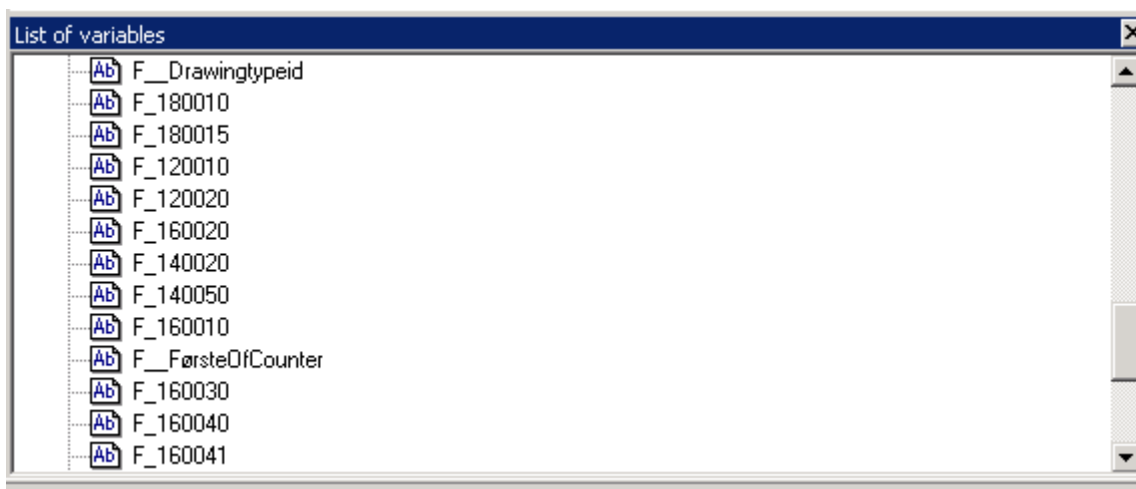 List of variables
Ab F__Drawingtypeid
Ab F_180010
Ab F_180015
Ab F_120010
Ab F_120020
Ab F_160020
Ab F_140020
Ab F_140050
Ab F_160010
Ab F__FørsteOfCounter
Ab F_160030
Ab F_160040
Ab F_160041